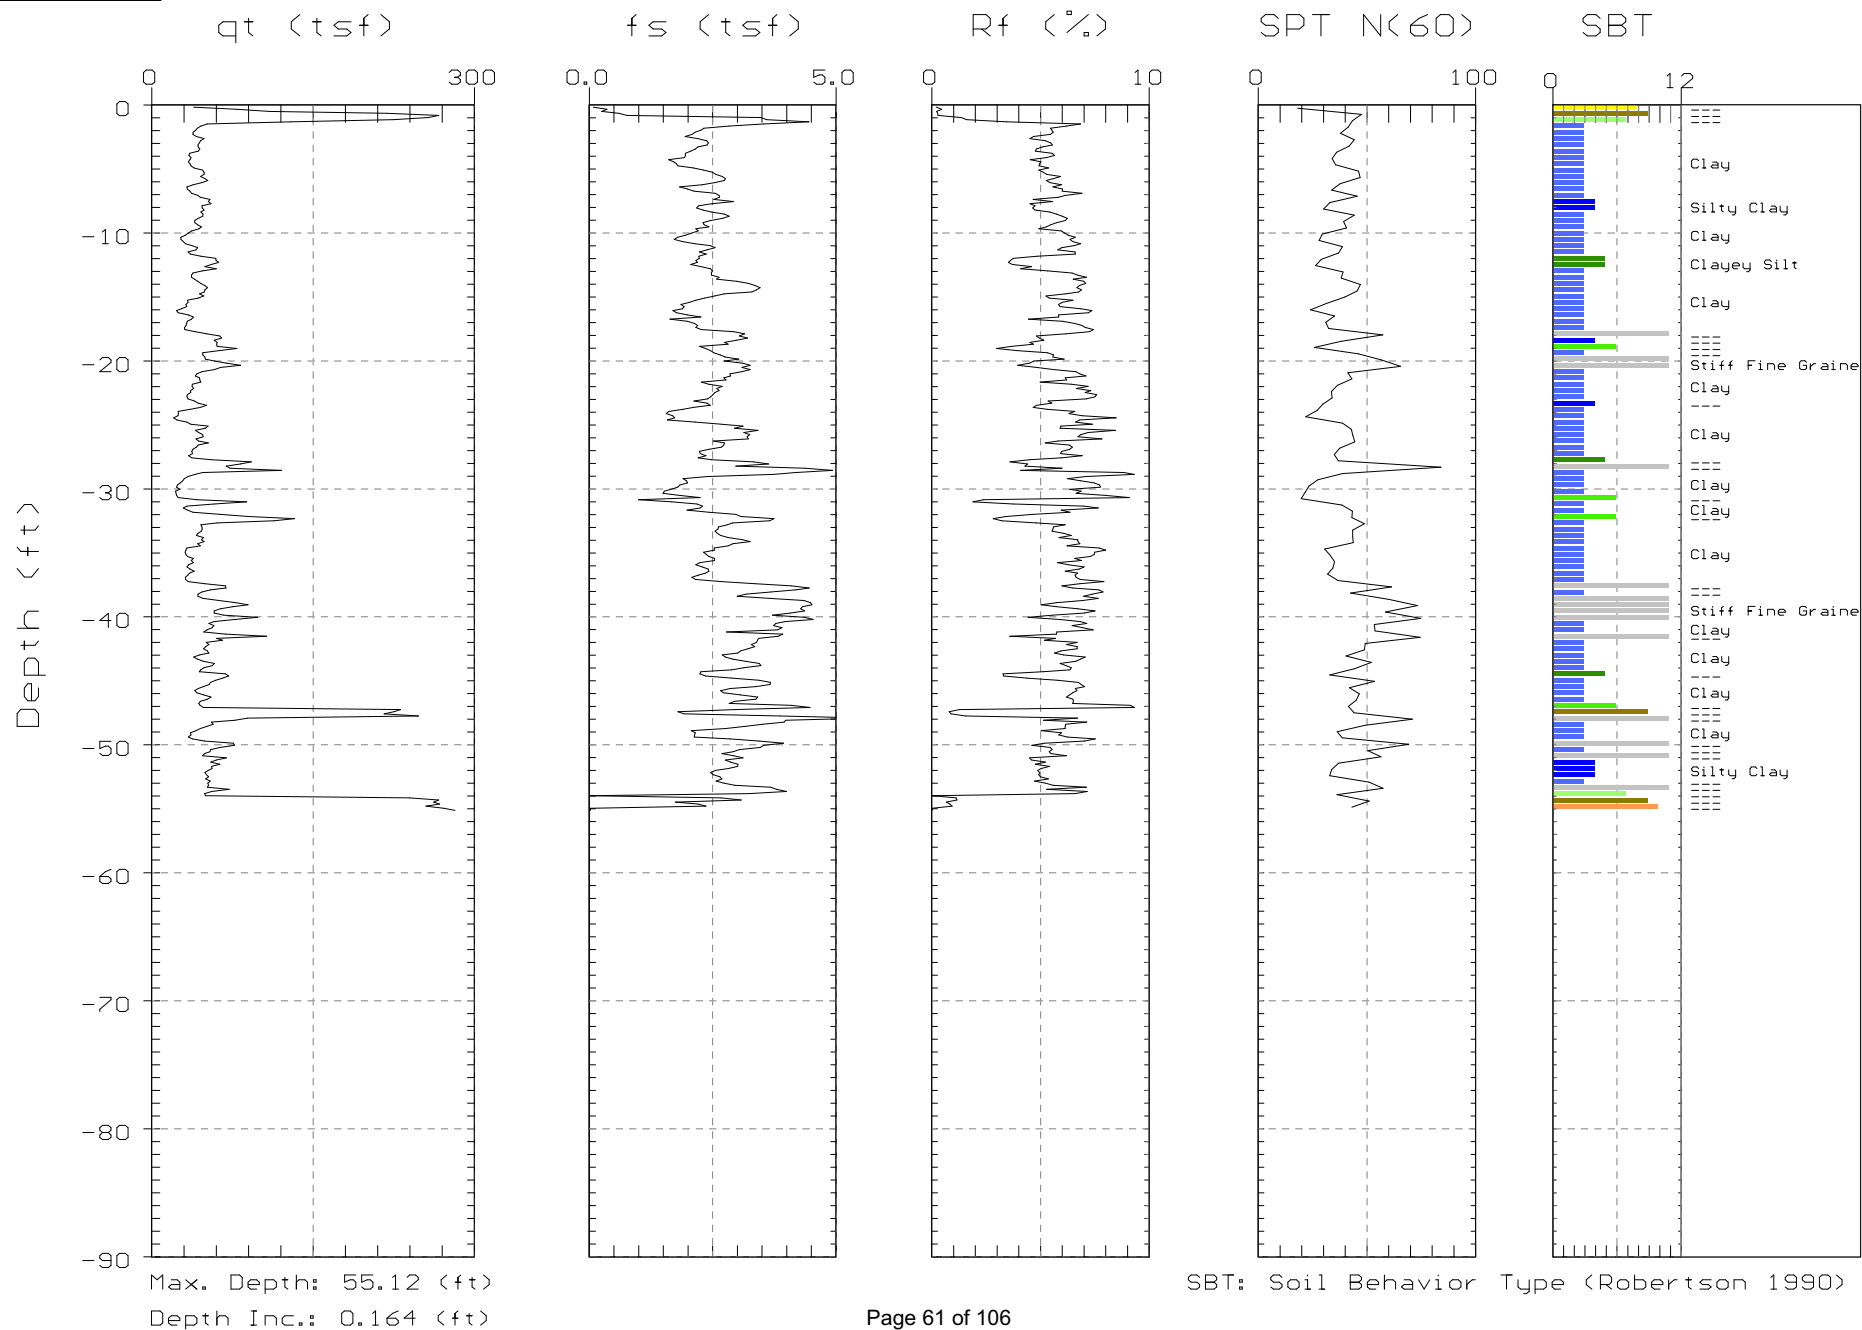 qt (tsf) fs (tsf) Rf (%) SPT N(60) SBT
0 300 0.0 5.0 0 10 0 100 0 12
0
---
---
---
Clay
Silty Clay
-10
Clay
Clayey Silt
Clay
---
---
---
---
-20
Stiff Fine Graine
Clay
---
Clay
---
---
-30
Clay
---
Clay
---
Clay
---
---
-40
Stiff Fine Graine
Clay
---
Clay
---
Clay
---
---
---
Clay
-50
---
---
---
Silty Clay
---
---
---
---
---
-60
-70
-80
-90
Depth (ft)
Max. Depth: 55.12 (ft) SBT: Soil Behavior Type (Robertson 1990)
Depth Inc.: 0.164 (ft)
Page 61 of 106